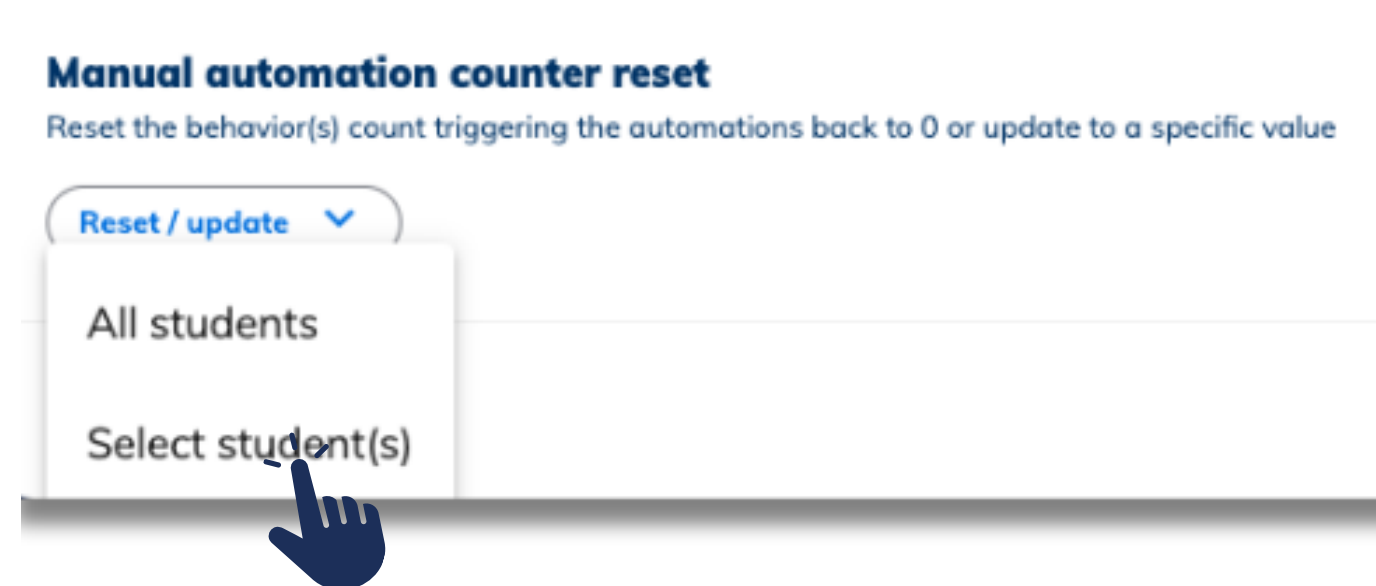 Manual automation counter reset
Reset the behavior(s) count triggering the automations back to 0 or update to a specific value
Reset / update
All students
Select student(s)